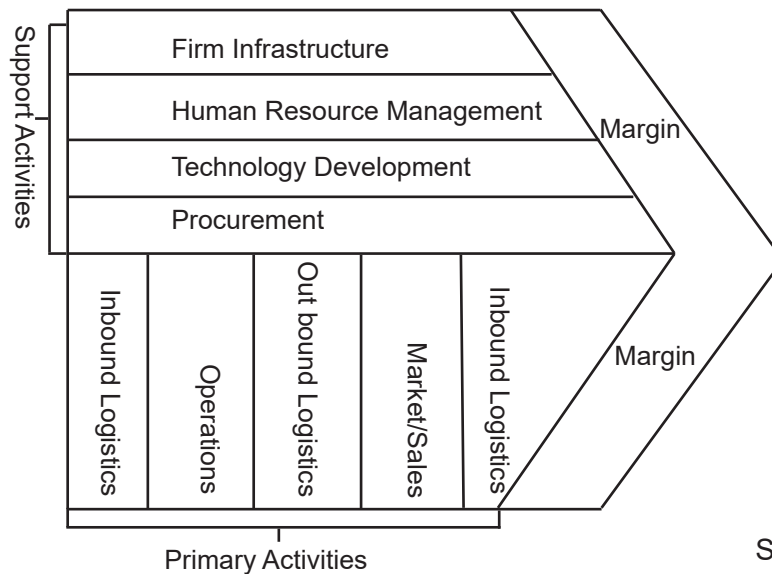 Support Activities
Firm Infrastructure
Human Resource Management
Technology Development
Procurement
Margin
Inbound Logistics
Operations
Out bound Logistics
Market/Sales
Inbound Logistics
Margin
Primary Activities
S